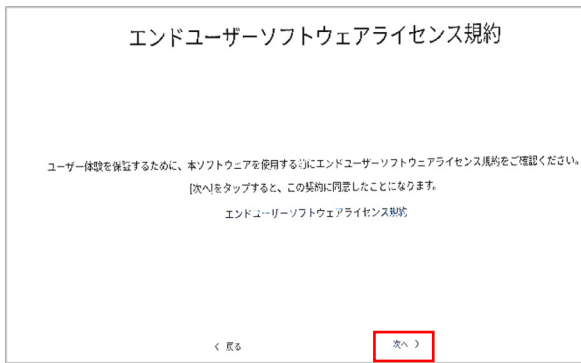 エンドユーザーソフトウェアライセンス規約
ユーザー体験を保証するために、本ソフトウェアを使用する前にエンドユーザーソフトウェアライセンス規約をご確認ください。
[次へ]をタップすると、この契約に同意したことになります。
エンドユーザーソフトウェアライセンス規約
〈 戻る
次へ 〉